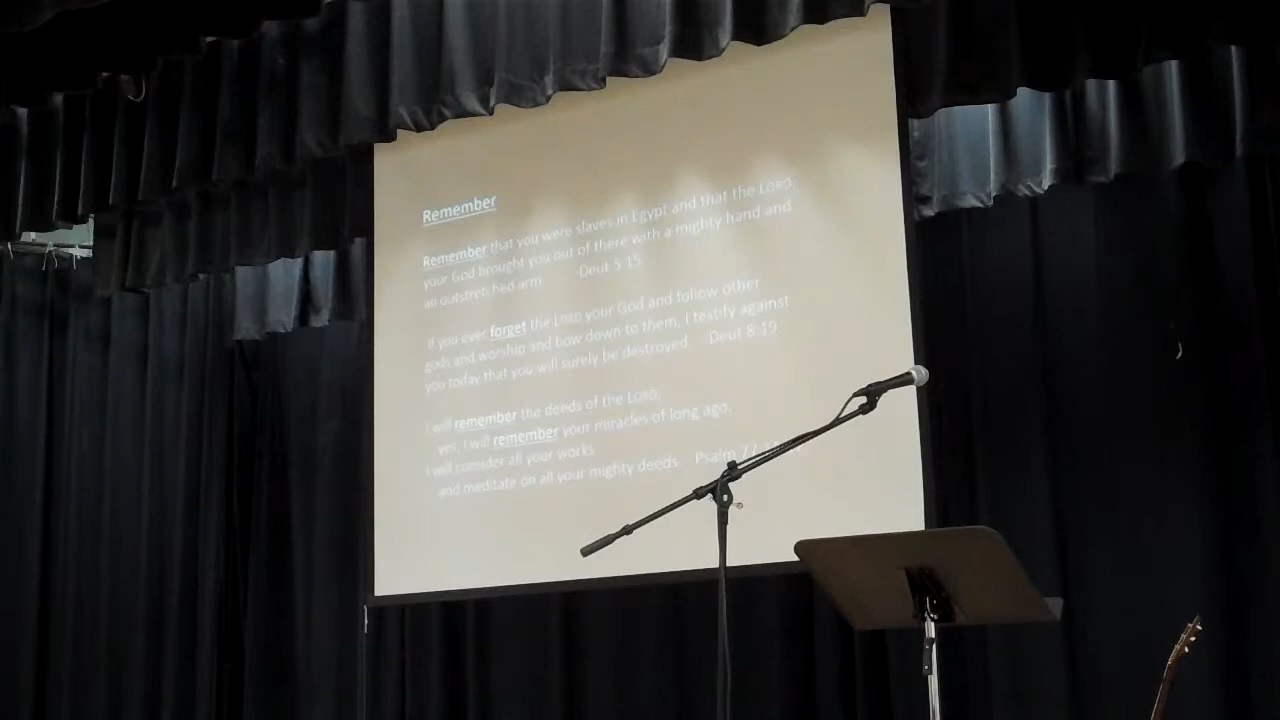 Remember
Remember that you were slaves in Egypt and that the LORD
your God brought you out of there with a mighty hand and
an outstretched arm. Deut 5:15
If you ever forget the LORD your God and follow other
gods and worship and bow down to them, I testify against
you today that you will surely be destroyed. Deut 8:19
I will remember the deeds of the LORD;
yes, I will remember your miracles of long ago.
I will consider all your works
and meditate on all your mighty deeds. Psalm